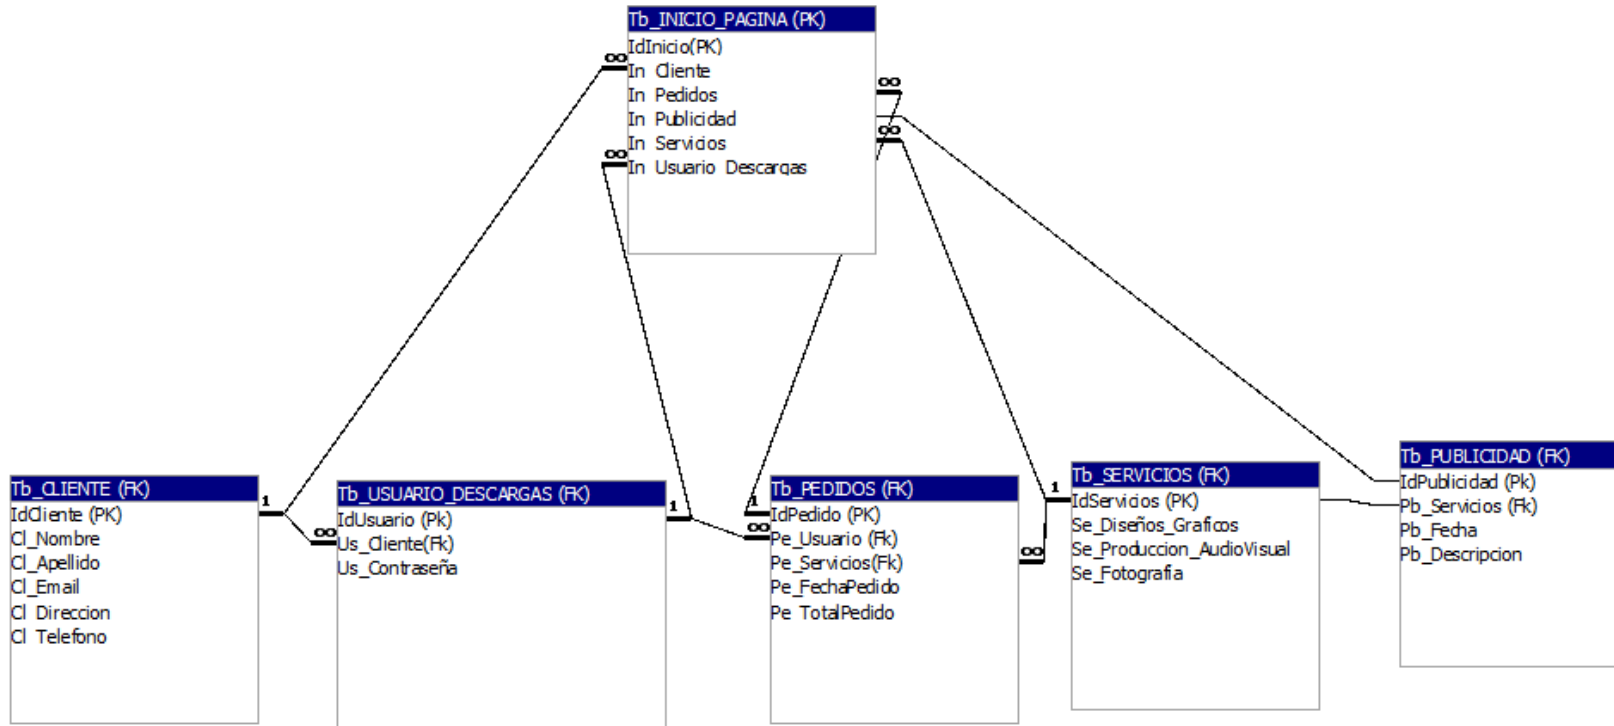 Tb_INICIO_PAGINA (PK)
IdInicio(PK)
In Cliente
In Pedidos
In Publicidad
In Servicios
In Usuario Descargas
∞
∞
∞
∞
Tb_CLIENTE (FK)
IdCliente (PK)
Cl_Nombre
Cl_Apellido
Cl_Email
Cl Direccion
Cl Telefono
1
∞
Tb_USUARIO_DESCARGAS (FK)
IdUsuario (Pk)
Us_Cliente(Fk)
Us_Contraseña
1
1
∞
Tb_PEDIDOS (FK)
IdPedido (PK)
Pe_Usuario (Fk)
Pe_Servicios(Fk)
Pe_FechaPedido
Pe TotalPedido
∞
1
Tb_SERVICIOS (FK)
IdServicios (PK)
Se_Diseños_Graficos
Se_Produccion_AudioVisual
Se_Fotografia
Tb_PUBLICIDAD (FK)
IdPublicidad (Pk)
Pb_Servicios (Fk)
Pb_Fecha
Pb_Descripcion